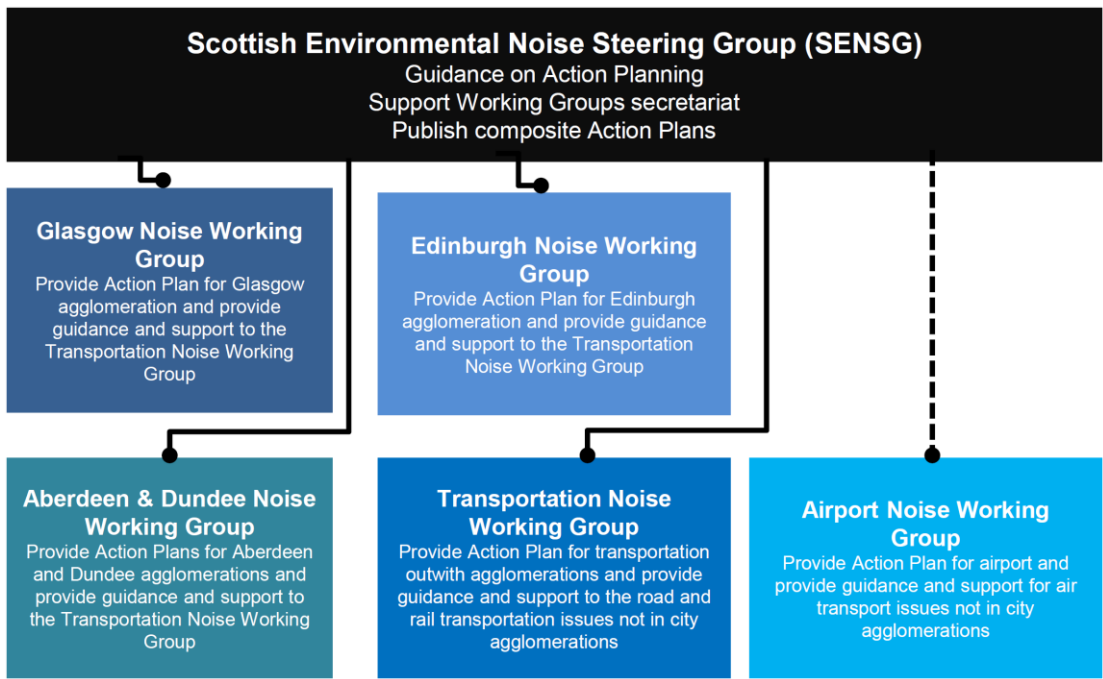 Scottish Environmental Noise Steering Group (SENSG)
Guidance on Action Planning
Support Working Groups secretariat
Publish composite Action Plans
Glasgow Noise Working
Group
Provide Action Plan for Glasgow
agglomeration and provide
guidance and support to the
Transportation Noise Working
Group
Edinburgh Noise Working
Group
Provide Action Plan for Edinburgh
agglomeration and provide guidance
and support to the Transportation
Noise Working Group
Aberdeen & Dundee Noise
Working Group
Provide Action Plans for Aberdeen
and Dundee agglomerations and
provide guidance and support to
the Transportation Noise Working
Group
Transportation Noise
Working Group
Provide Action Plan for transportation
outwith agglomerations and provide
guidance and support to the road and
rail transportation issues not in city
agglomerations
Airport Noise Working
Group
Provide Action Plan for airport and
provide guidance and support for air
transport issues not in city
agglomerations